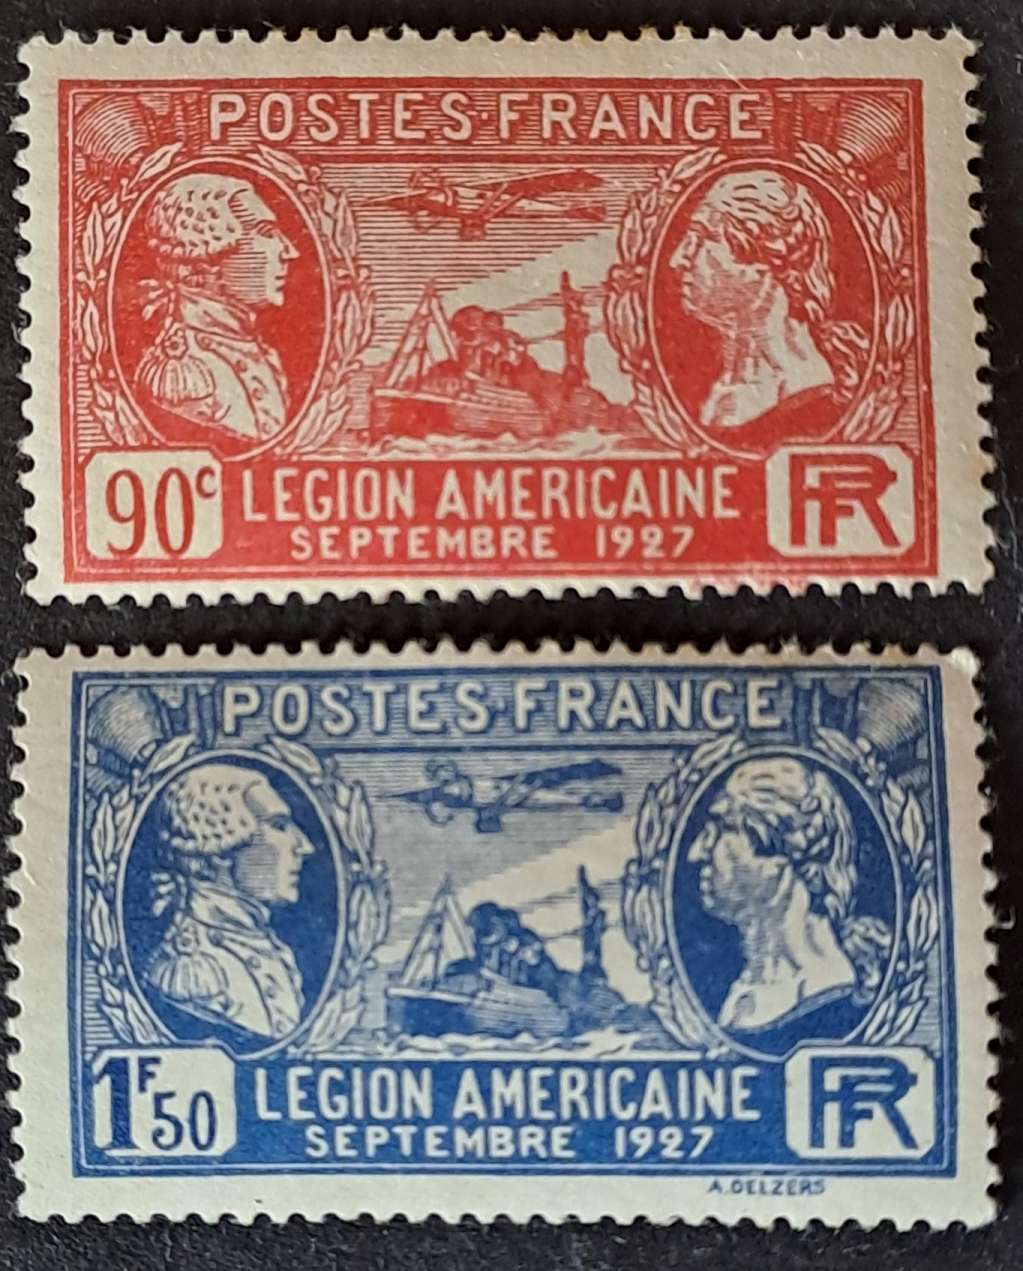 POSTES·FRANCE
90c LEGION AMERICAINE RF
SEPTEMBRE 1927
POSTES·FRANCE
1F50 LEGION AMERICAINE RF
SEPTEMBRE 1927
A. DELZERS